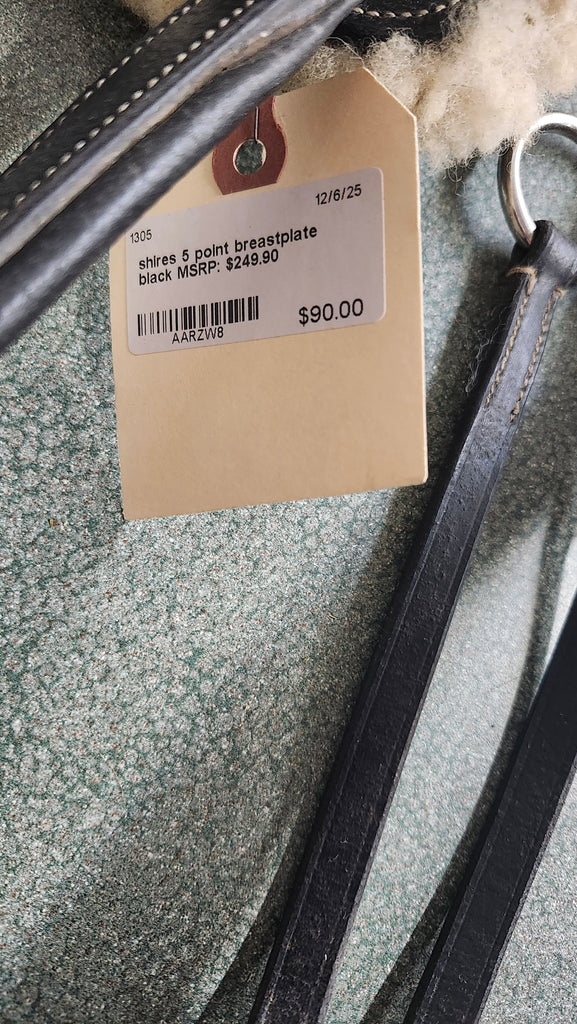 12/6/25
1305
shires 5 point breastplate
black MSRP: $249.90
$90.00
AARZW8